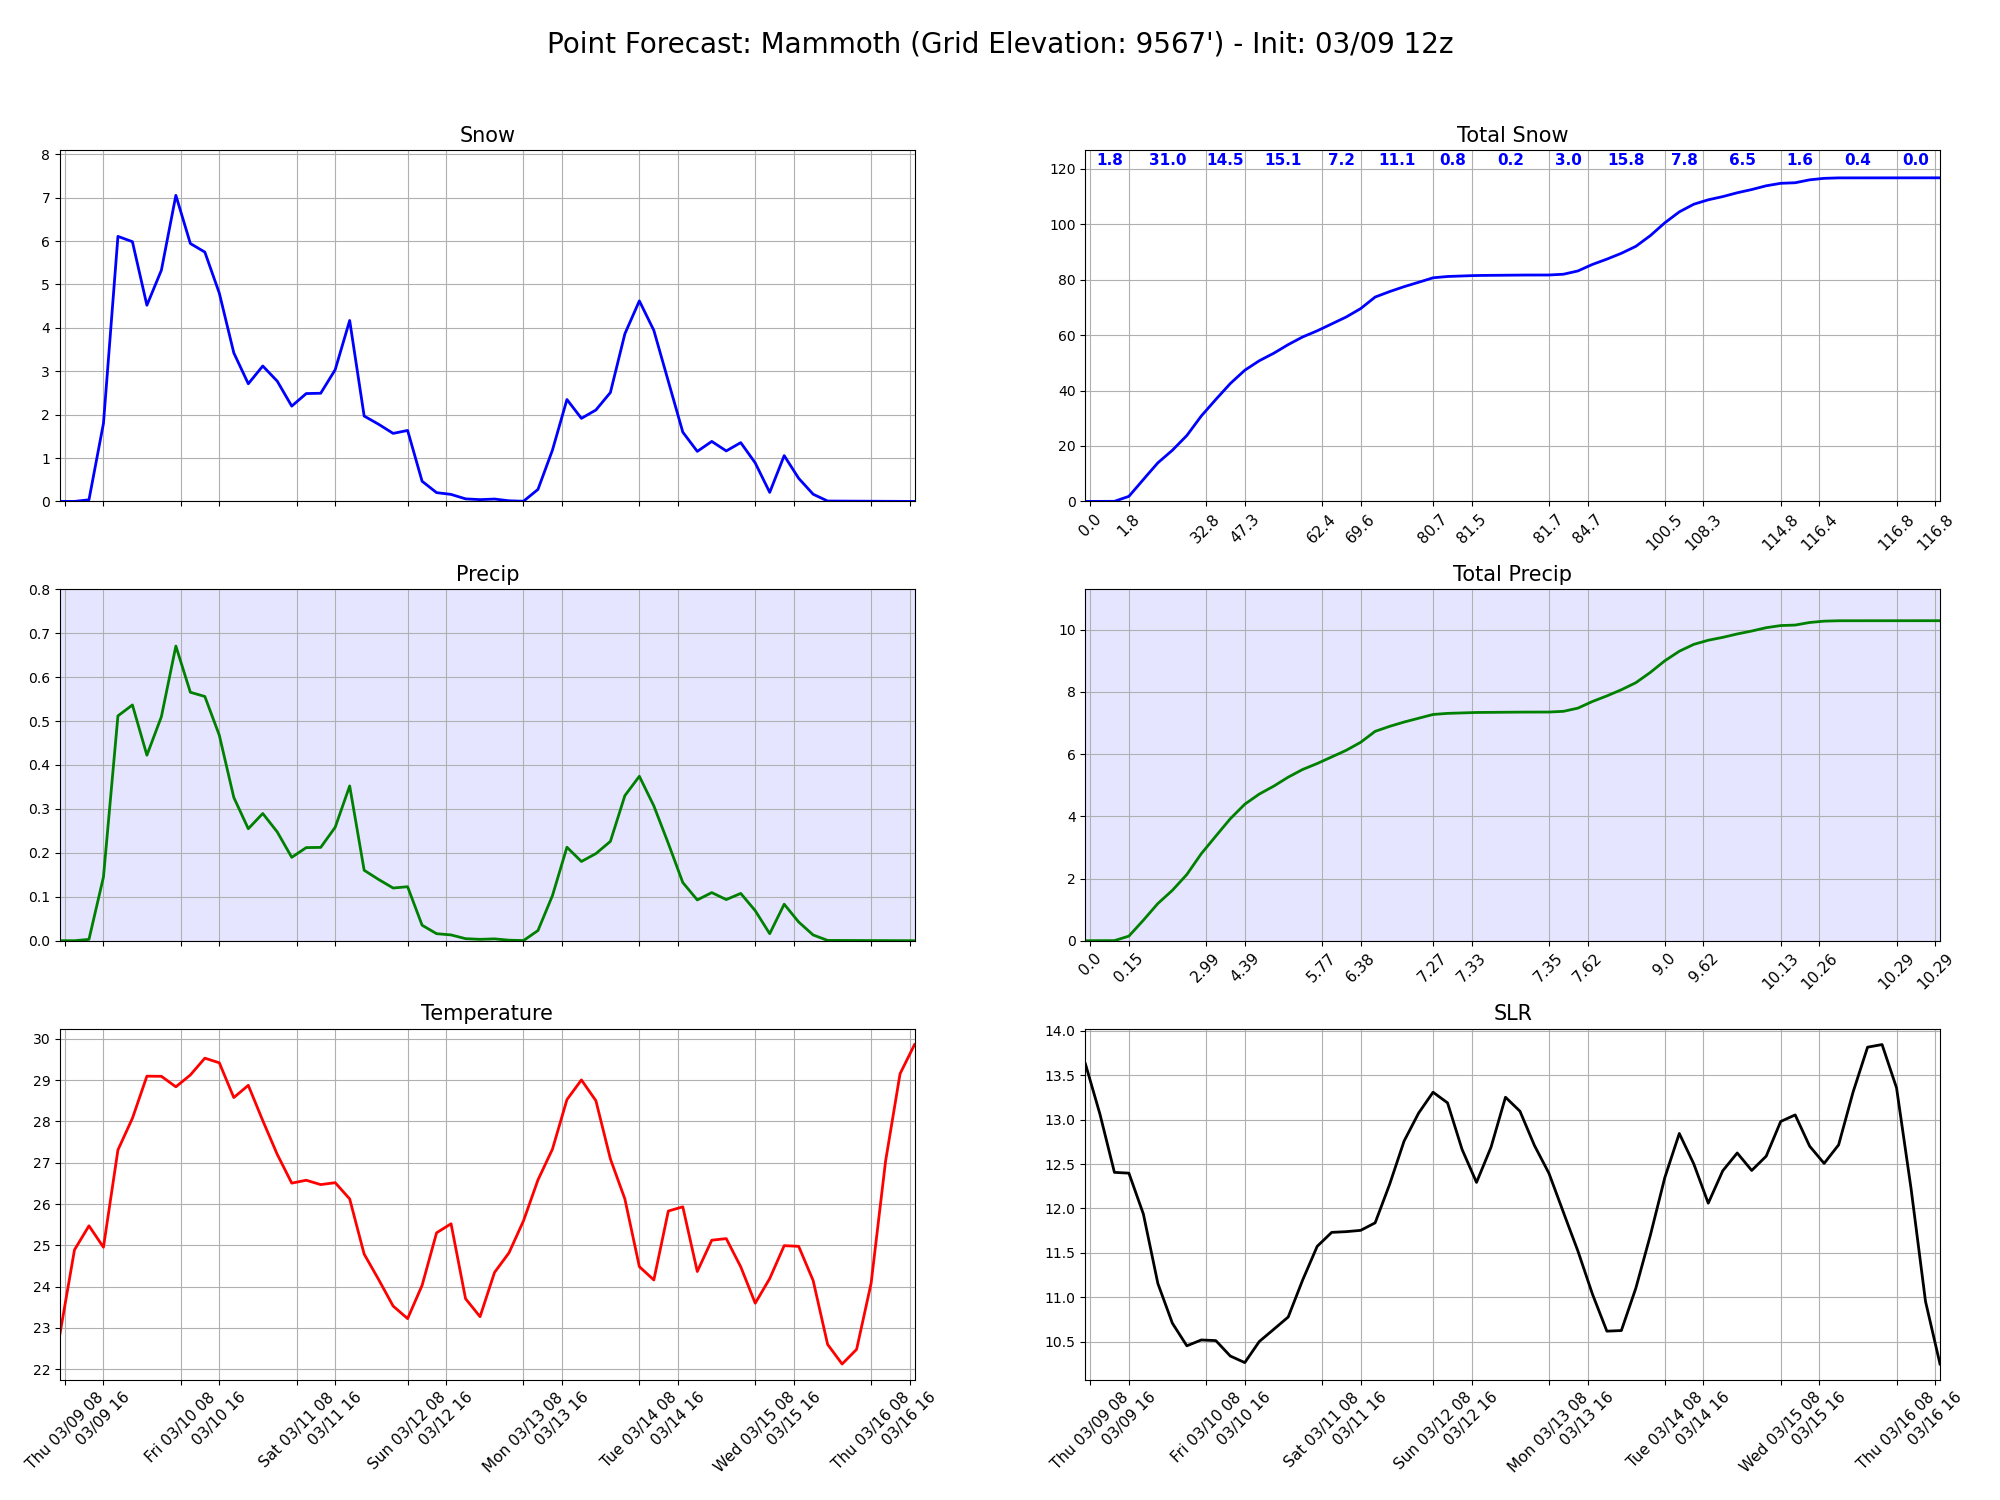 Point Forecast: Mammoth (Grid Elevation: 9567') - Init: 03/09 12z
Snow
8
7
6
5
4
3
2
1
0
Total Snow
1.8 31.0 14.5 15.1 7.2 11.1 0.8 0.2 3.0 15.8 7.8 6.5 1.6 0.4 0.0
120
100
80
60
40
20
0
0.0 1.8 32.8 47.3 62.4 69.6 80.7 81.5 81.7 84.7 100.5 108.3 114.8 116.4 116.8 116.8
Precip
0.8
0.7
0.6
0.5
0.4
0.3
0.2
0.1
0.0
Total Precip
10
8
6
4
2
0
0.0 0.15 2.99 4.39 5.77 6.38 7.27 7.33 7.35 7.62 9.0 9.62 10.13 10.26 10.29 10.29
Temperature
30
29
28
27
26
25
24
23
22
Thu 03/09 08
03/09 16
Fri 03/10 08
03/10 16
Sat 03/11 08
03/11 16
Sun 03/12 08
03/12 16
Mon 03/13 08
03/13 16
Tue 03/14 08
03/14 16
Wed 03/15 08
03/15 16
Thu 03/16 08
03/16 16
SLR
14.0
13.5
13.0
12.5
12.0
11.5
11.0
10.5
Thu 03/09 08
03/09 16
Fri 03/10 08
03/10 16
Sat 03/11 08
03/11 16
Sun 03/12 08
03/12 16
Mon 03/13 08
03/13 16
Tue 03/14 08
03/14 16
Wed 03/15 08
03/15 16
Thu 03/16 08
03/16 16